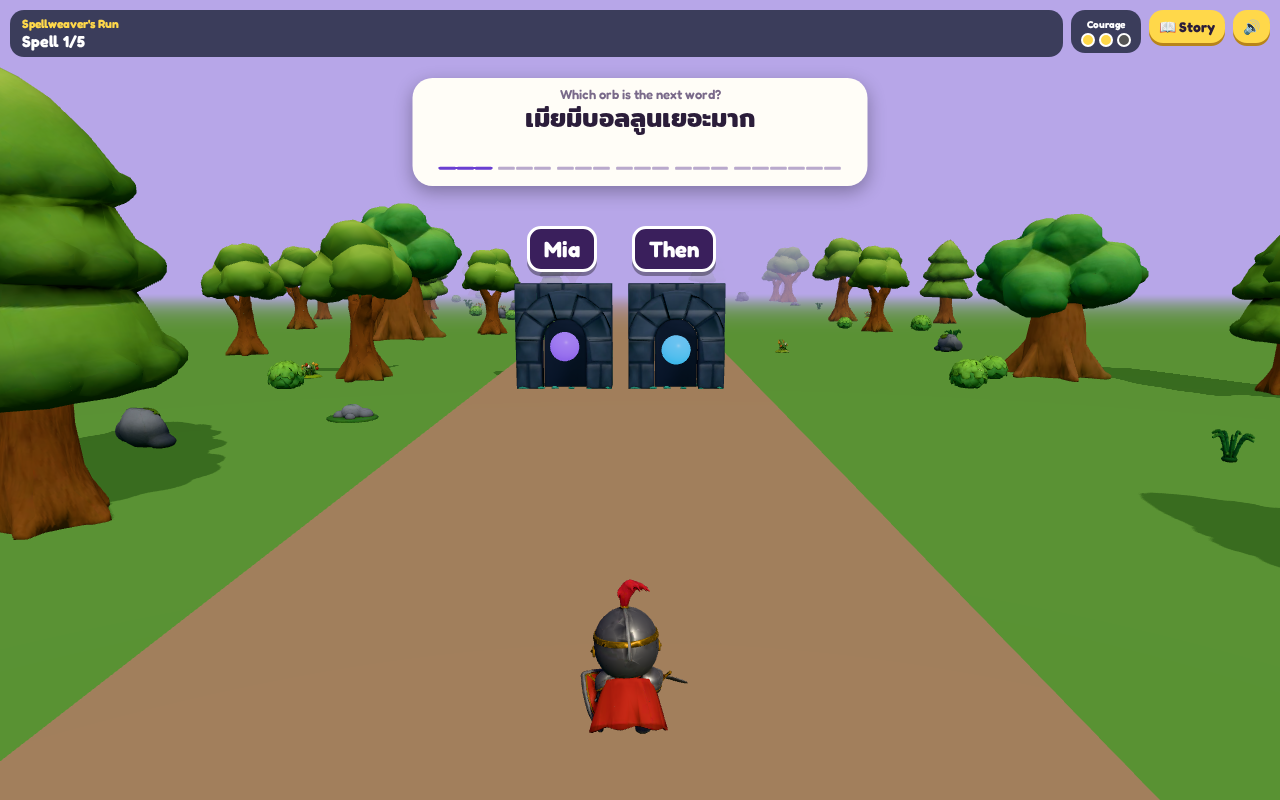 Spellweaver's Run
Spell 1/5
Courage
📖 Story
Which orb is the next word?
เมียมีบอลลูนเยอะมาก
Mia
Then